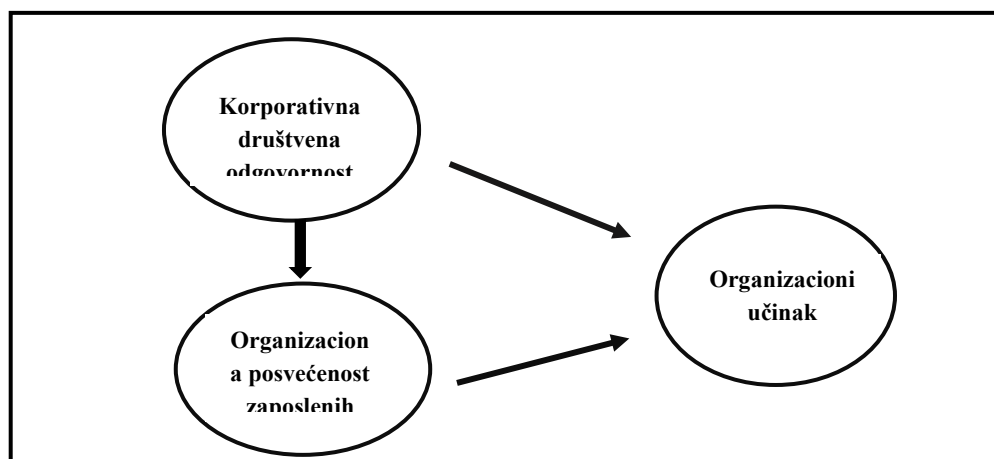 Korporativna
društvena
odgovornost
Organizacion
a posvećenost
zaposlenih
Organizacioni
učinak